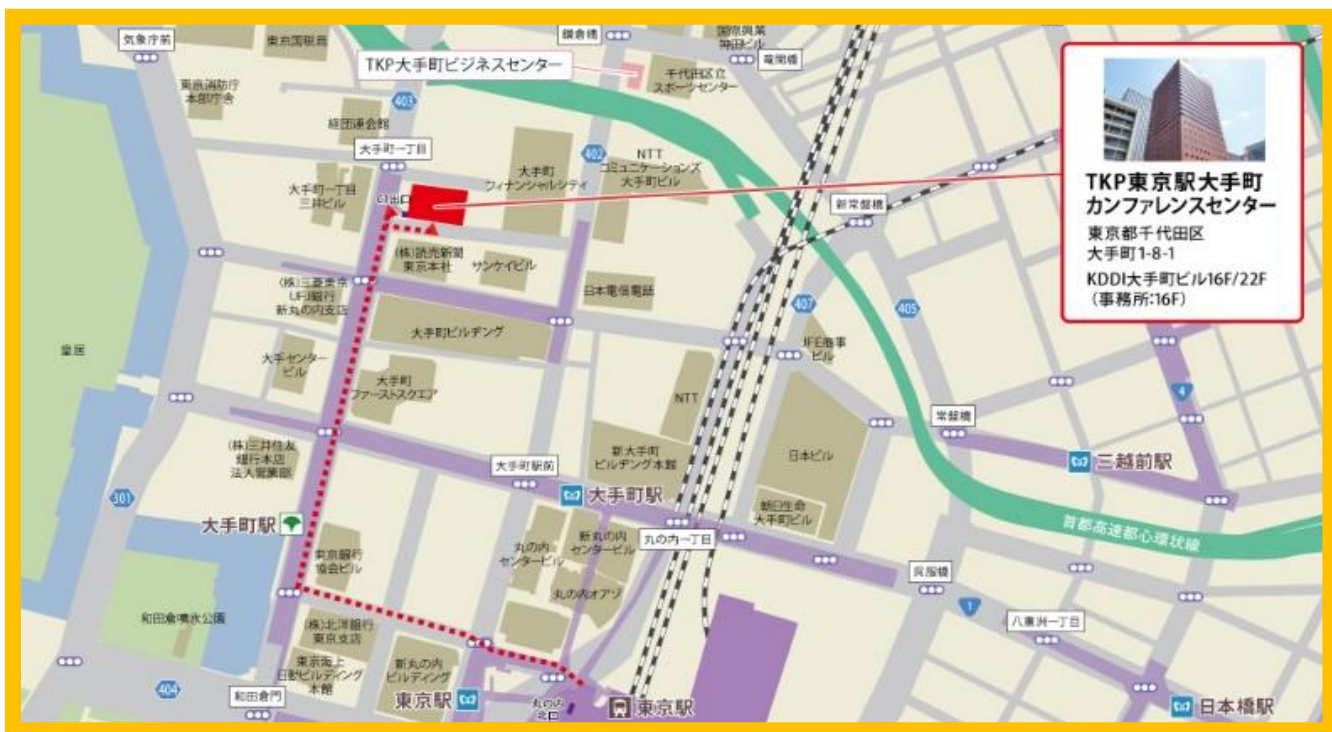 気象庁前
東京国税局
鎌倉橋
国際興業
神田ビル
竜閑橋
TKP大手町ビジネスセンター
千代田区立
スポーツセンター
東京消防庁
本部庁舎
403
経団連会館
大手町一丁目
402
NTT
コミュニケーションズ
大手町ビル
大手町
フィナンシャルシティ
大手町一丁目
三井ビル
C1出口
新常盤橋
TKP東京駅大手町
カンファレンスセンター
東京都千代田区
大手町1-8-1
KDDI大手町ビル16F/22F
(事務所:16F)
(株)読売新聞
東京本社
サンケイビル
(株)三菱東京
UFJ銀行
新丸の内支店
日本電信電話
407
405
大手町ビルヂング
JFE商事
ビル
皇居
大手センター
ビル
大手町
ファーストスクエア
NTT
4
常盤橋
(株)三井住友
銀行本店
法人営業部
大手町駅前
新大手町
ビルヂング本館
日本ビル
三越前駅
301
大手町駅
大手町駅
朝日生命
大手町ビル
首都高速都心環状線
東京銀行
協会ビル
丸の内
センタービル
新丸の内
センタービル
丸の内一丁目
呉服橋
丸の内オアゾ
1
和田倉噴水公園
(株)北洋銀行
東京支店
八重洲一丁目
東京海上
日動ビルディング
本館
新丸の内
ビルディング
404
和田倉門
東京駅
丸の内
北口
東京駅
日本橋駅